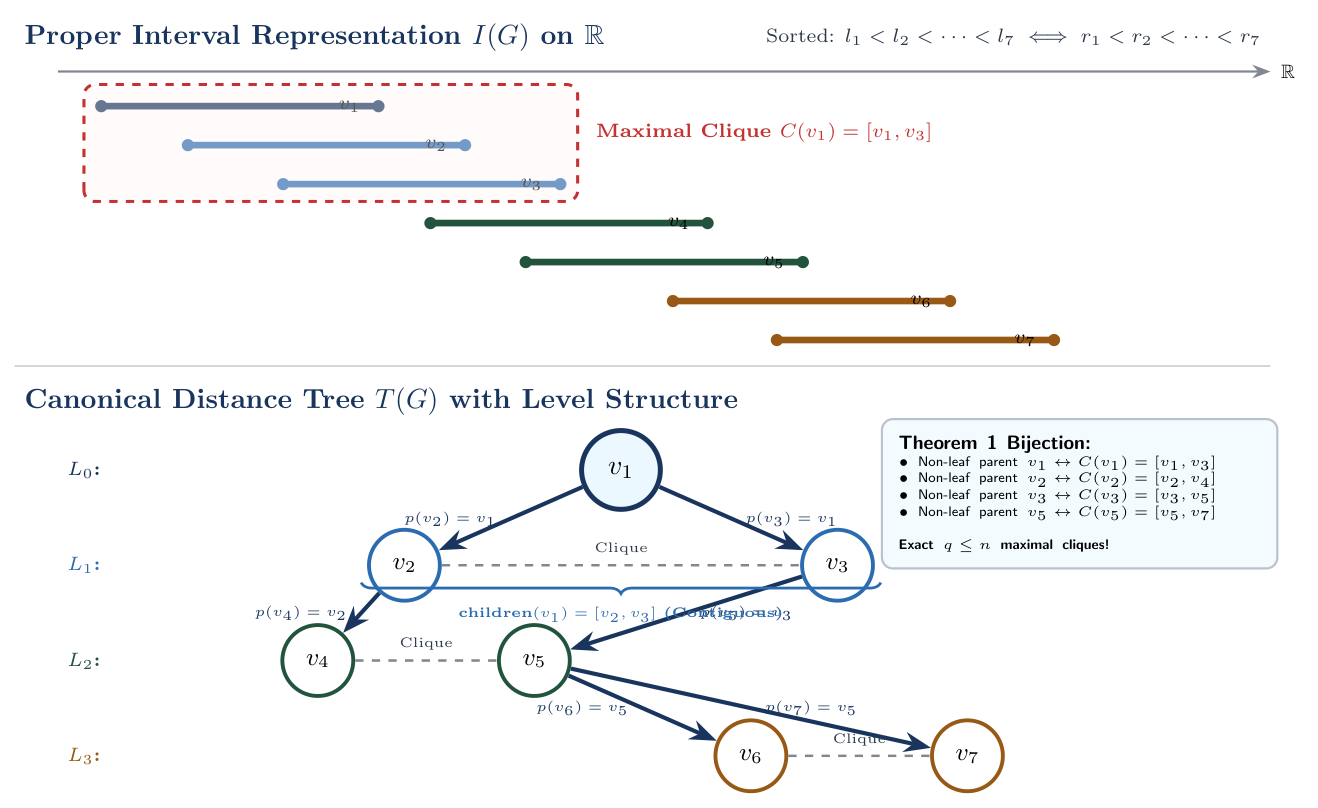 Proper Interval Representation I(G) on ℝ
Sorted: l₁ < l₂ < ⋯ < l₇ ⟺ r₁ < r₂ < ⋯ < r₇
ℝ
v₁
Maximal Clique C(v₁) = [v₁, v₃]
v₂
v₃
v₄
v₅
v₆
v₇
Canonical Distance Tree T(G) with Level Structure
Theorem 1 Bijection:
• Non-leaf parent v₁ ↔ C(v₁) = [v₁, v₃]
• Non-leaf parent v₂ ↔ C(v₂) = [v₂, v₄]
• Non-leaf parent v₃ ↔ C(v₃) = [v₃, v₅]
• Non-leaf parent v₅ ↔ C(v₅) = [v₅, v₇]
Exact q ≤ n maximal cliques!
L₀:
v₁
p(v₂) = v₁
p(v₃) = v₁
L₁:
v₂
Clique
v₃
p(v₄) = v₂
children(v₁) = [v₂, v₃] (Contiguous)
p(v₅) = v₃
L₂:
v₄
Clique
v₅
p(v₆) = v₅
p(v₇) = v₅
L₃:
v₆
Clique
v₇